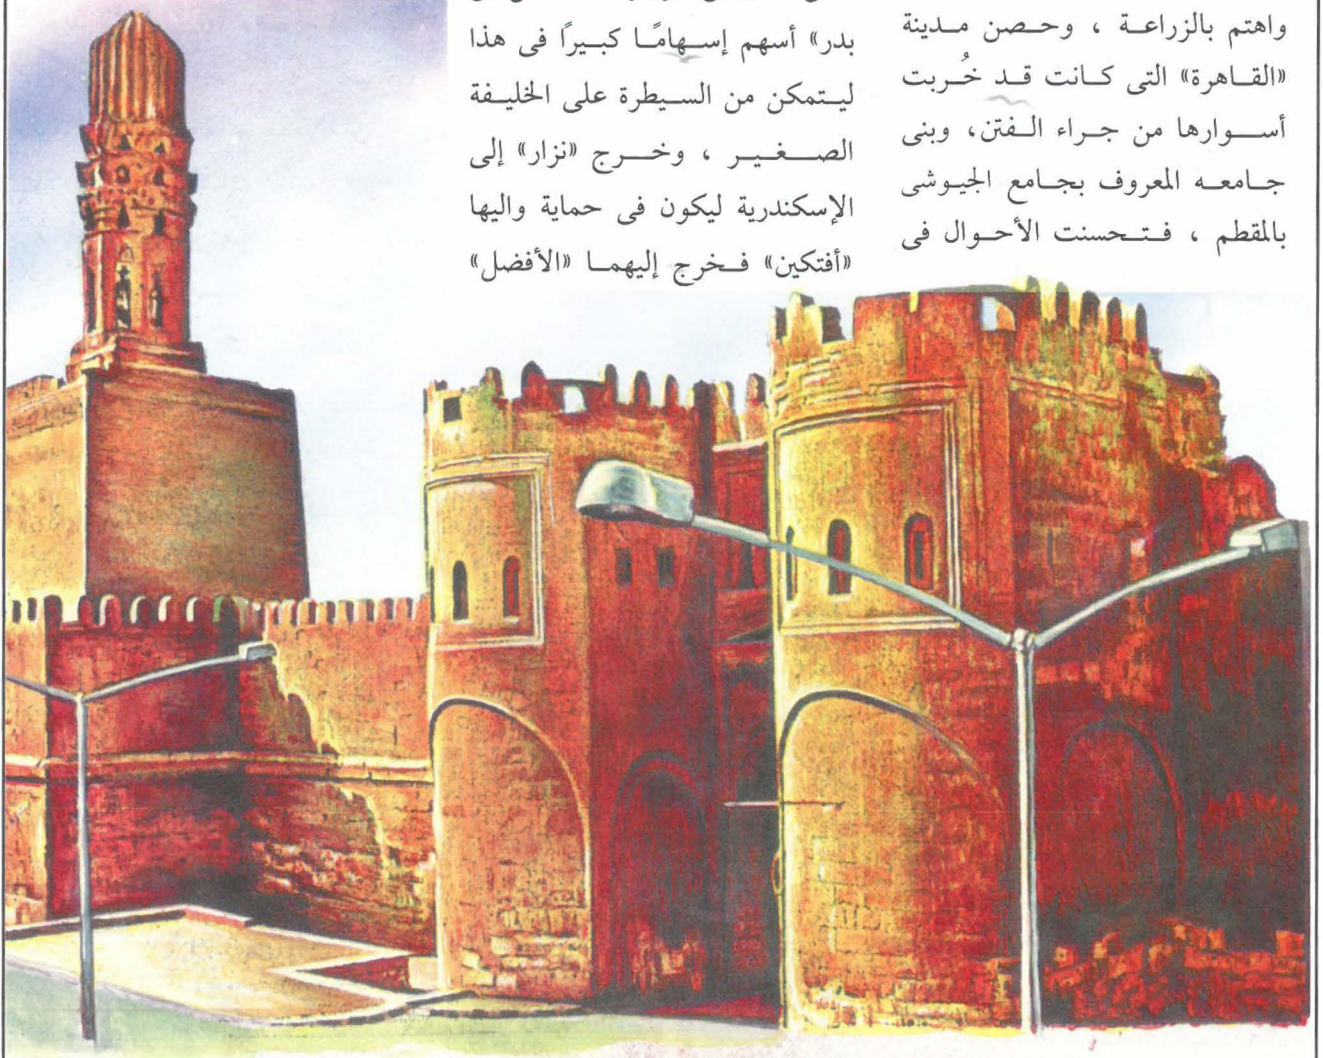 واهتم بالزراعة ، وحصن مدينة
«القاهرة» التى كانت قد خُربت
أسوارها من جراء الفتن، وبنى
جامعه المعروف بجامع الجيوشى
بالمقطم ، فتحسنت الأحوال فى
بدر» أسهم إسهامًا كبيرًا فى هذا
ليتمكن من السيطرة على الخليفة
الصغير ، وخرج «نزار» إلى
الإسكندرية ليكون فى حماية واليها
«أفتكين» فخرج إليهما «الأفضل»